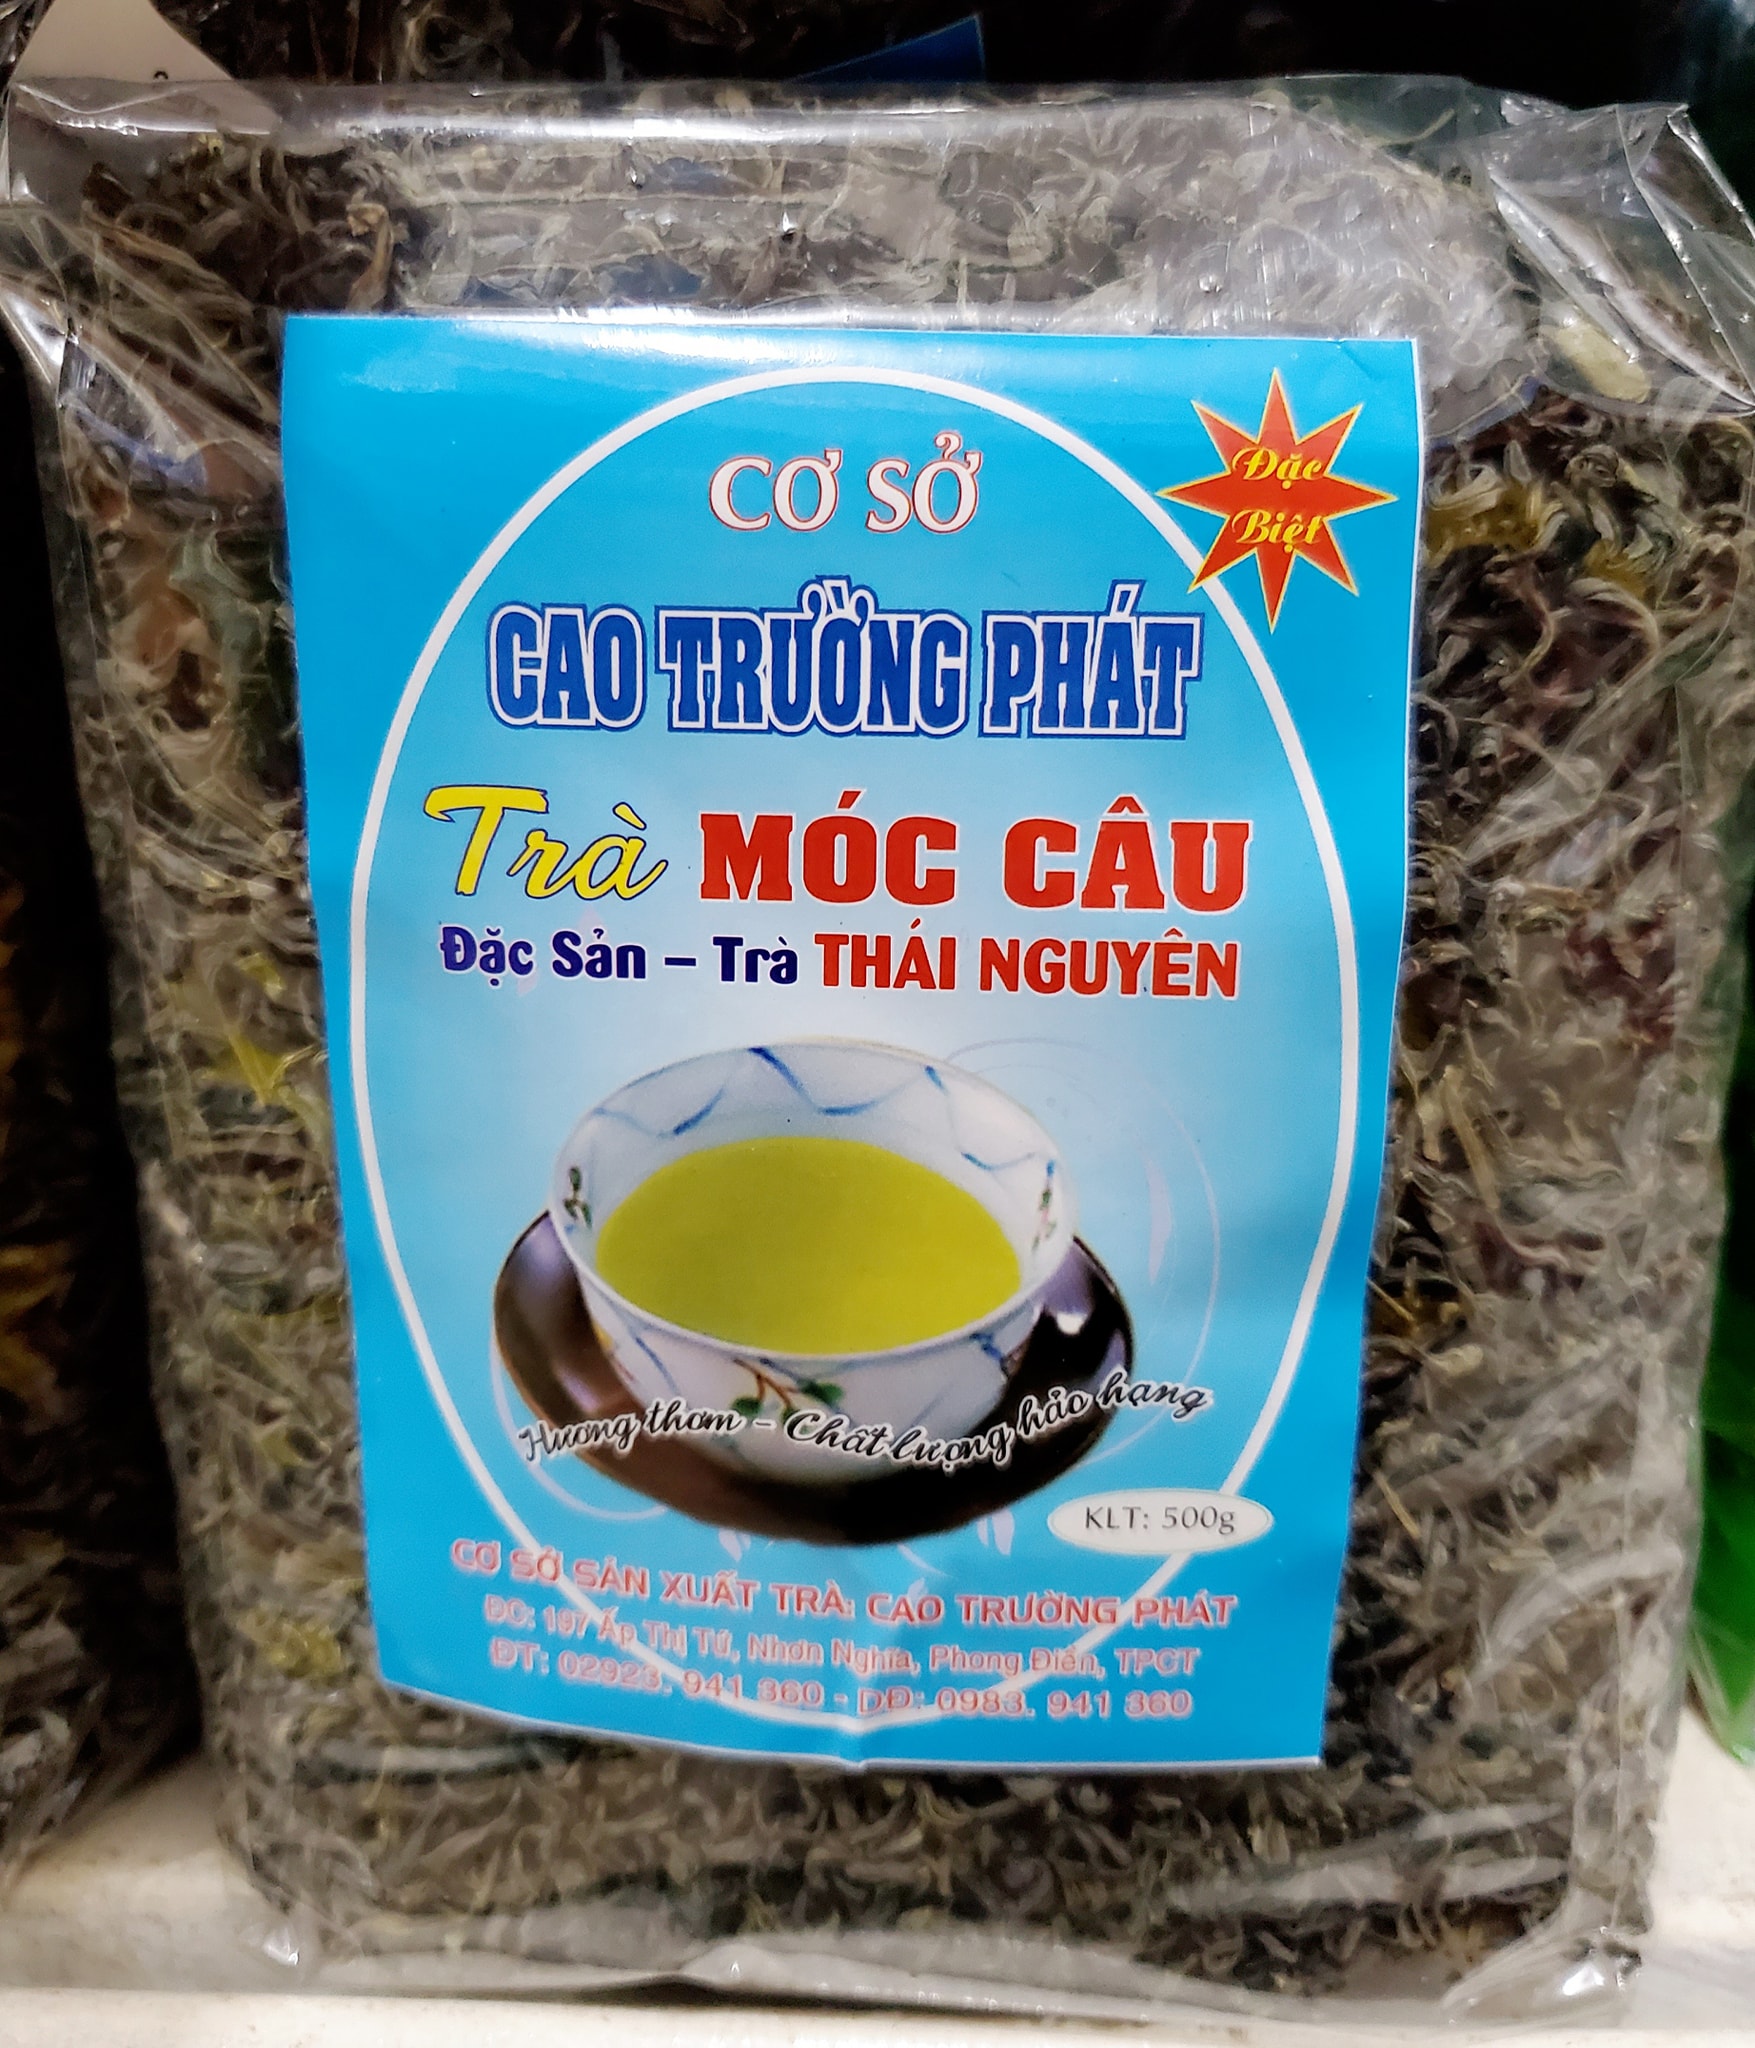 CƠ SỞ
Đặc
Biệt
CAO TRƯỜNG PHÁT
Trà MÓC CÂU
Đặc Sản – Trà THÁI NGUYÊN
Hương thơm - Chất lượng hảo hạng
KLT: 500g
CƠ SỞ SẢN XUẤT TRÀ: CAO TRƯỜNG PHÁT
ĐC: 197 Ấp Thị Tứ, Nhơn Nghĩa, Phong Điền, TPCT
ĐT: 02923. 941 360 - DĐ: 0983. 941 360